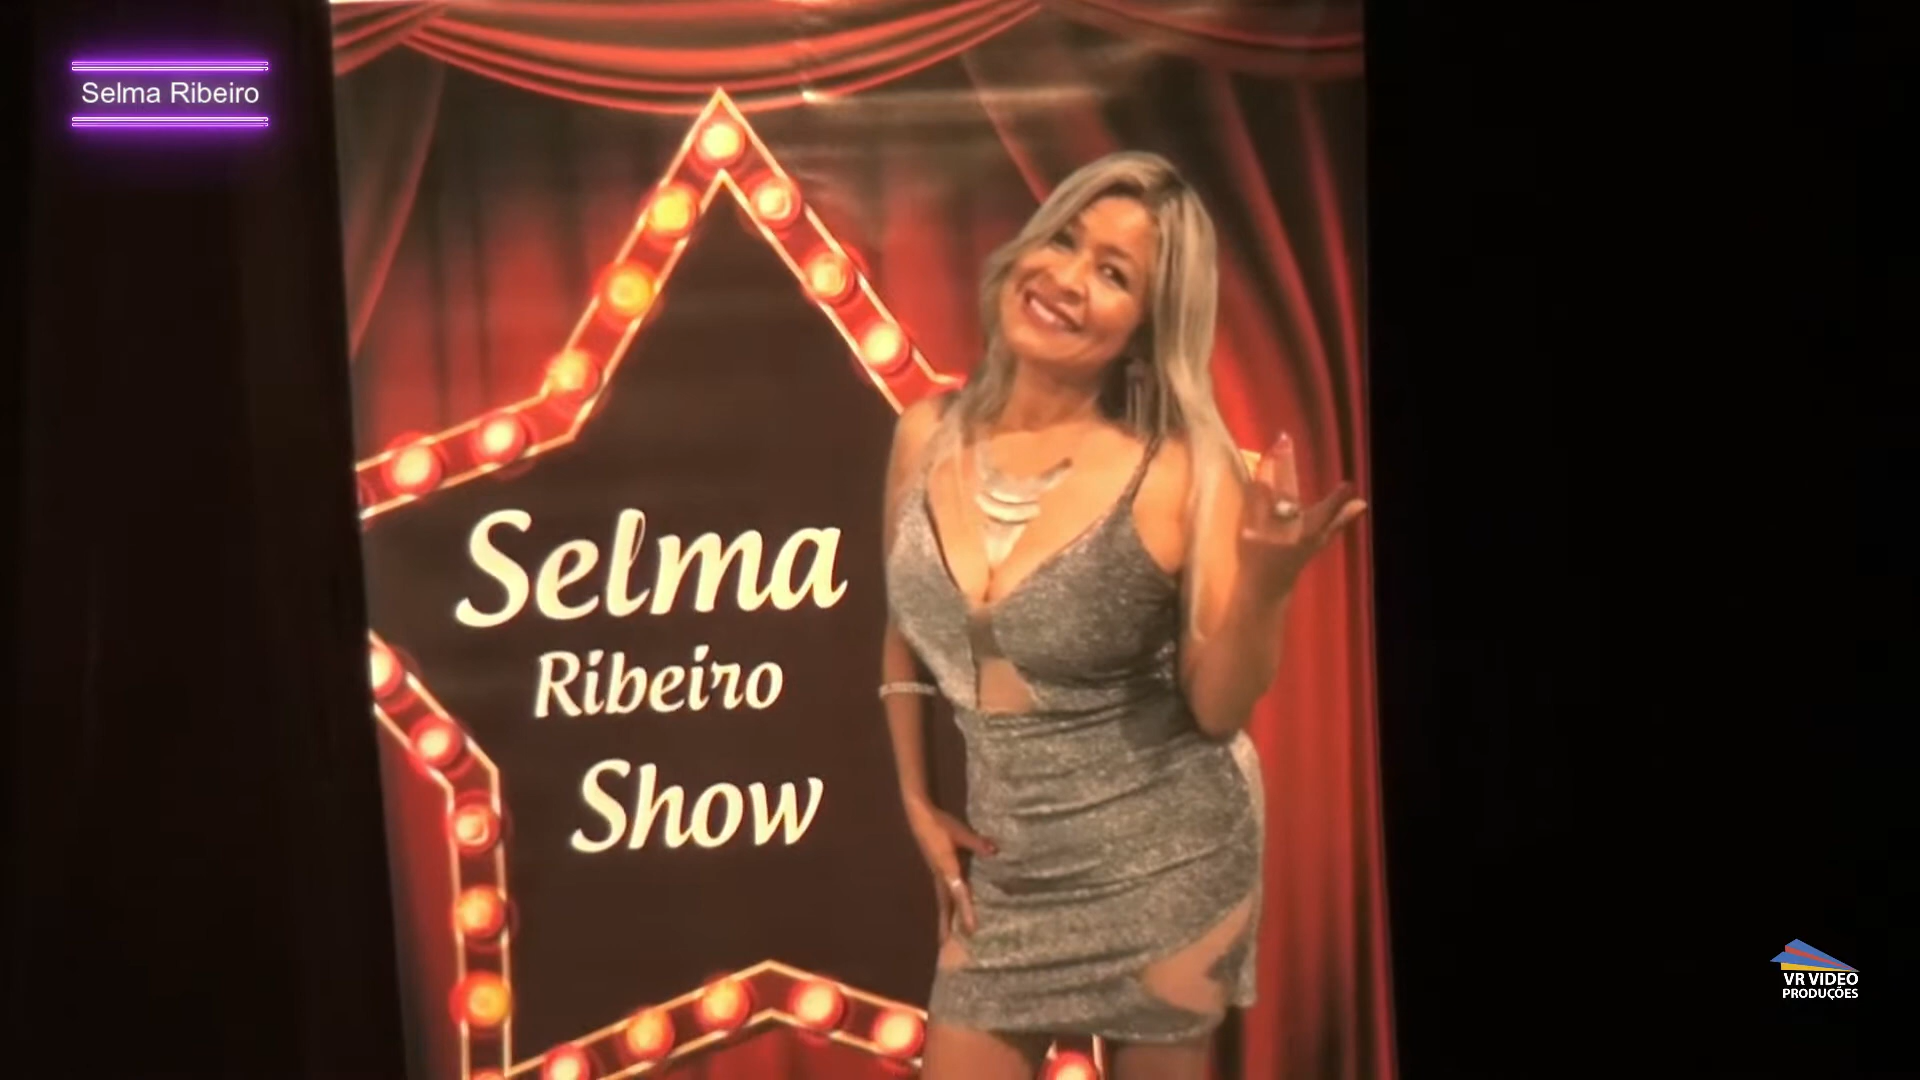 Selma Ribeiro
Selma
Ribeiro
Show
VR VIDEO
PRODUÇÕES